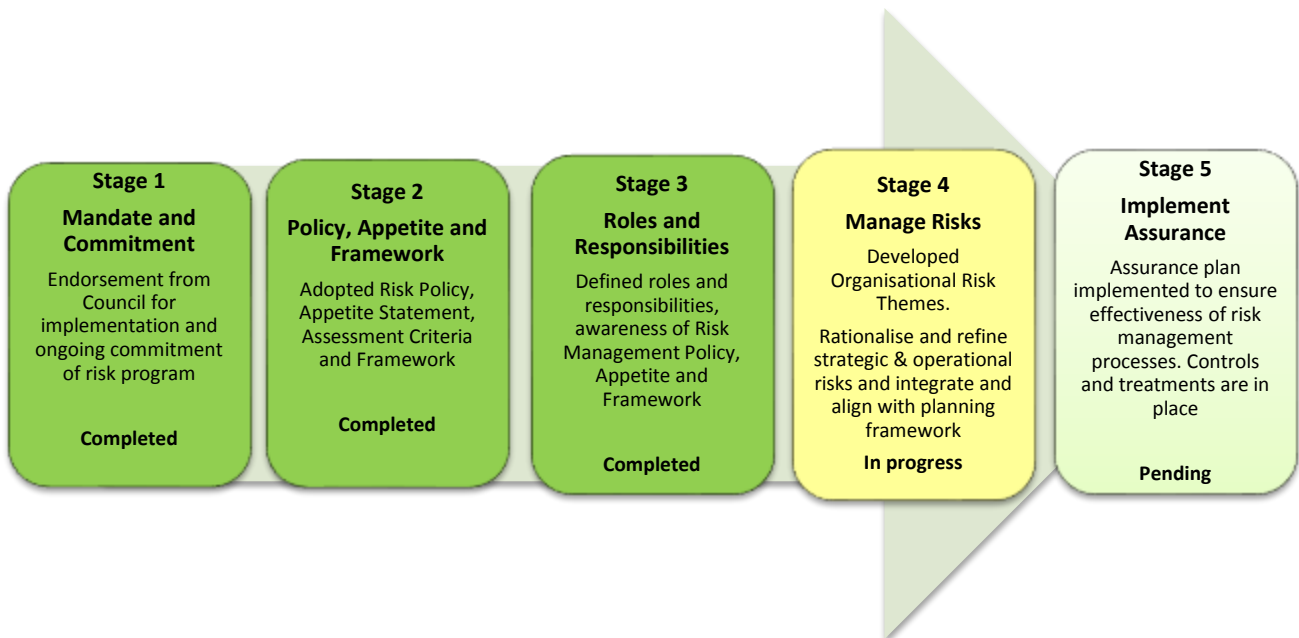 Stage 1
Mandate and
Commitment
Endorsement from
Council for
implementation and
ongoing commitment
of risk program
Completed
Stage 2
Policy, Appetite and
Framework
Adopted Risk Policy,
Appetite Statement,
Assessment Criteria
and Framework
Completed
Stage 3
Roles and
Responsibilities
Defined roles and
responsibilities,
awareness of Risk
Management Policy,
Appetite and
Framework
Completed
Stage 4
Manage Risks
Developed
Organisational Risk
Themes.
Rationalise and refine
strategic & operational
risks and integrate and
align with planning
framework
In progress
Stage 5
Implement
Assurance
Assurance plan
implemented to ensure
effectiveness of risk
management
processes. Controls
and treatments are in
place
Pending